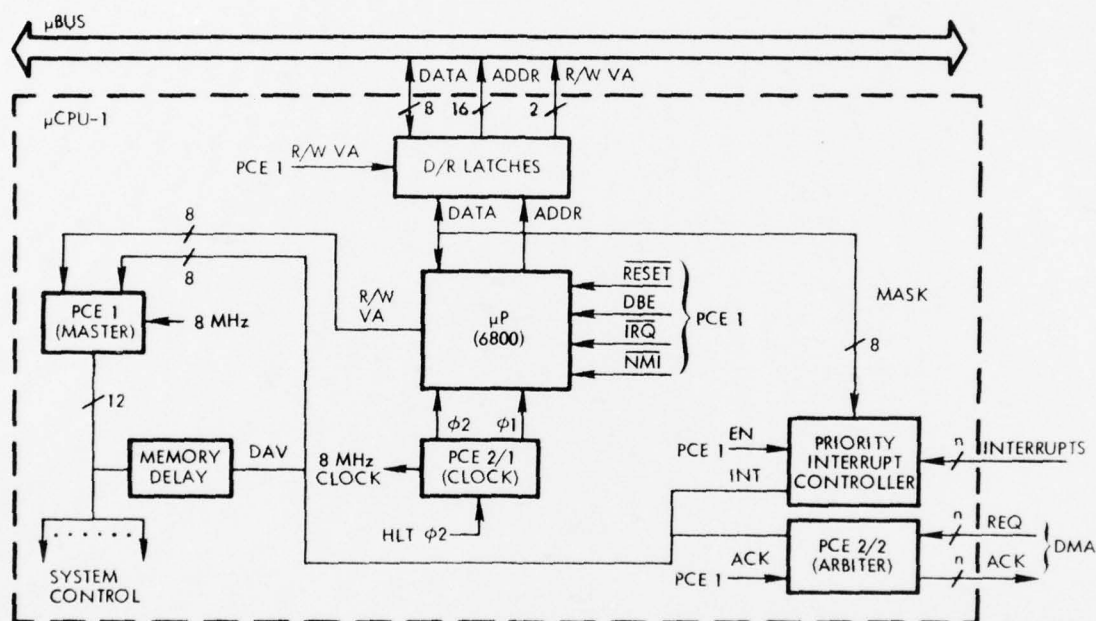 μBUS
DATA ADDR R/W VA
8 16 2
μCPU-1
R/W VA
PCE 1
D/R LATCHES
DATA ADDR
8
8
R/W
VA
PCE 1
(MASTER)
8 MHz
μP
(6800)
RESET
DBE
IRQ
NMI
PCE 1
MASK
8
12
φ2 φ1
MEMORY
DELAY
DAV
8 MHz
CLOCK
PCE 2/1
(CLOCK)
HLT φ2
EN
PCE 1
INT
PRIORITY
INTERRUPT
CONTROLLER
n
INTERRUPTS
PCE 2/2
(ARBITER)
ACK
PCE 1
n
REQ
n
ACK
DMA
SYSTEM
CONTROL